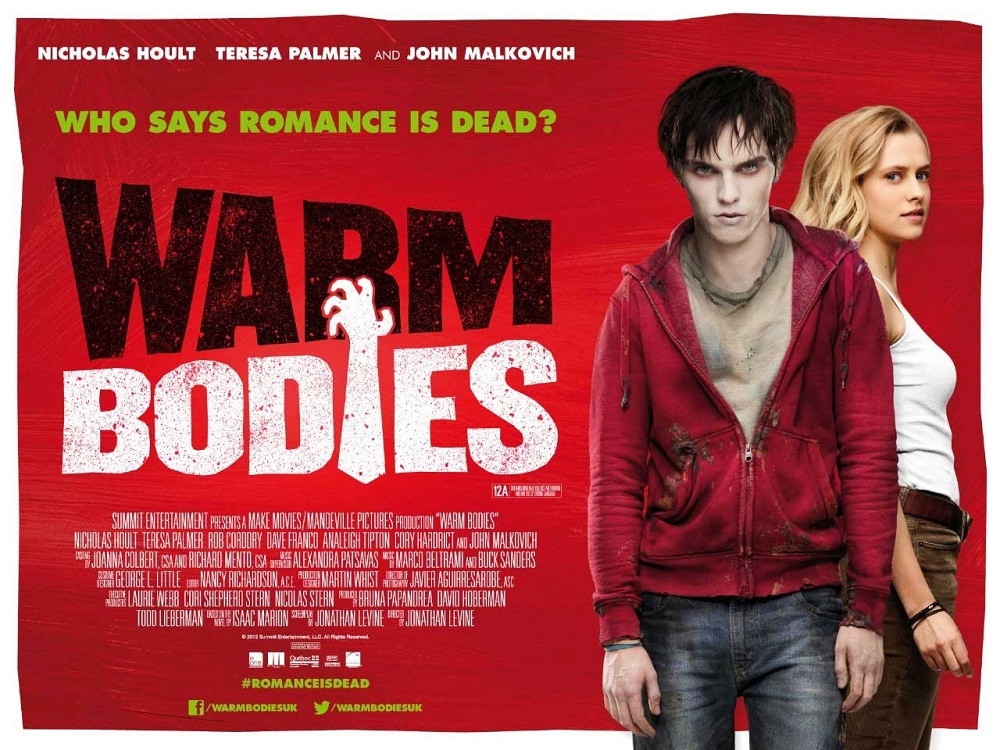 NICHOLAS HOULT TERESA PALMER AND JOHN MALKOVICH
WHO SAYS ROMANCE IS DEAD?
WARM
BODIES
12A
SUMMIT ENTERTAINMENT PRESENTS A MAKE MOVIES/MANDEVILLE PICTURES PRODUCTION "WARM BODIES"
NICHOLAS HOULT TERESA PALMER ROB CORDDRY DAVE FRANCO ANALEIGH TIPTON CORY HARDRICT AND JOHN MALKOVICH
CASTING BY JOANNA COLBERT, CSA AND RICHARD MENTO, CSA MUSIC SUPERVISOR ALEXANDRA PATSAVAS MUSIC BY MARCO BELTRAMI AND BUCK SANDERS
COSTUME DESIGNER GEORGE L. LITTLE EDITOR NANCY RICHARDSON, A.C.E. PRODUCTION DESIGNER MARTIN WHIST DIRECTOR OF PHOTOGRAPHY JAVIER AGUIRRESAROBE, ASC
EXECUTIVE PRODUCERS LAURIE WEBB CORI SHEPHERD STERN NICOLAS STERN PRODUCED BY BRUNA PAPANDREA DAVID HOBERMAN
TODD LIEBERMAN BASED ON THE NOVEL BY ISAAC MARION SCREENPLAY BY JONATHAN LEVINE DIRECTED BY JONATHAN LEVINE
© 2012 Summit Entertainment, LLC. All Rights Reserved.
e one Québec
#ROMANCEISDEAD
/WARMBODIESUK /WARMBODIESUK